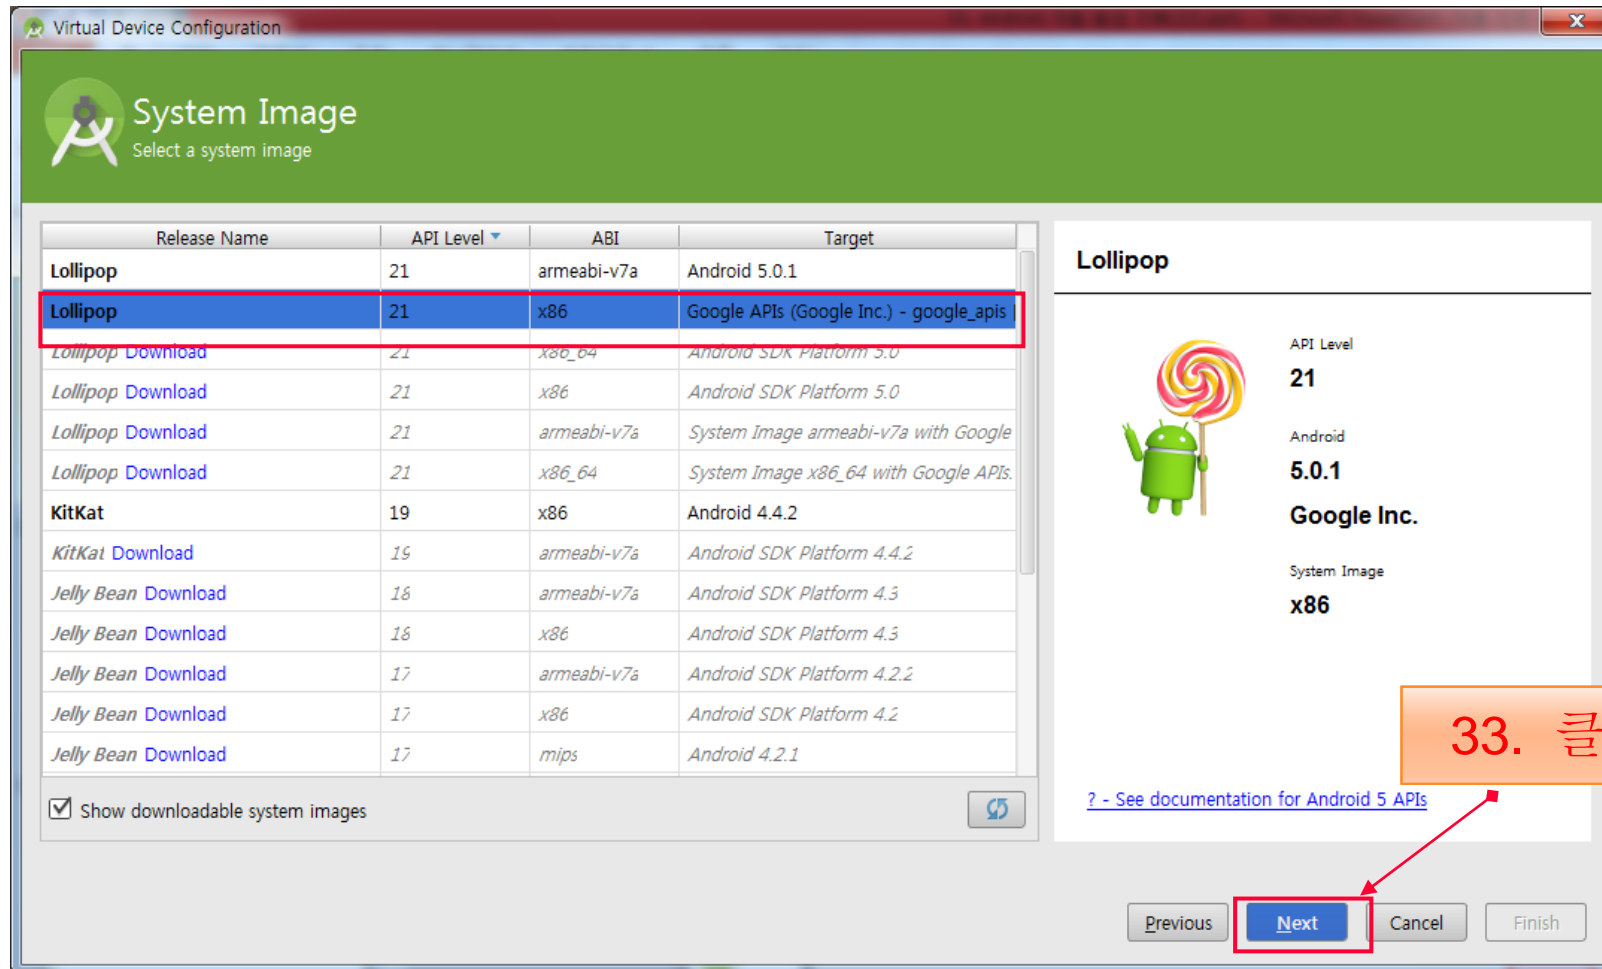 Virtual Device Configuration
System Image
Select a system image
Release Name API Level ABI Target
Lollipop 21 armeabi-v7a Android 5.0.1
Lollipop 21 x86 Google APIs (Google Inc.) - google_apis
Lollipop Download 21 x86_64 Android SDK Platform 5.0
Lollipop Download 21 x86 Android SDK Platform 5.0
Lollipop Download 21 armeabi-v7a System Image armeabi-v7a with Google
Lollipop Download 21 x86_64 System Image x86_64 with Google APIs.
KitKat 19 x86 Android 4.4.2
KitKat Download 19 armeabi-v7a Android SDK Platform 4.4.2
Jelly Bean Download 18 armeabi-v7a Android SDK Platform 4.3
Jelly Bean Download 18 x86 Android SDK Platform 4.3
Jelly Bean Download 17 armeabi-v7a Android SDK Platform 4.2.2
Jelly Bean Download 17 x86 Android SDK Platform 4.2
Jelly Bean Download 17 mips Android 4.2.1
Show downloadable system images
Lollipop
API Level
21
Android
5.0.1
Google Inc.
System Image
x86
? - See documentation for Android 5 APIs
33. 클
Previous Next Cancel Finish